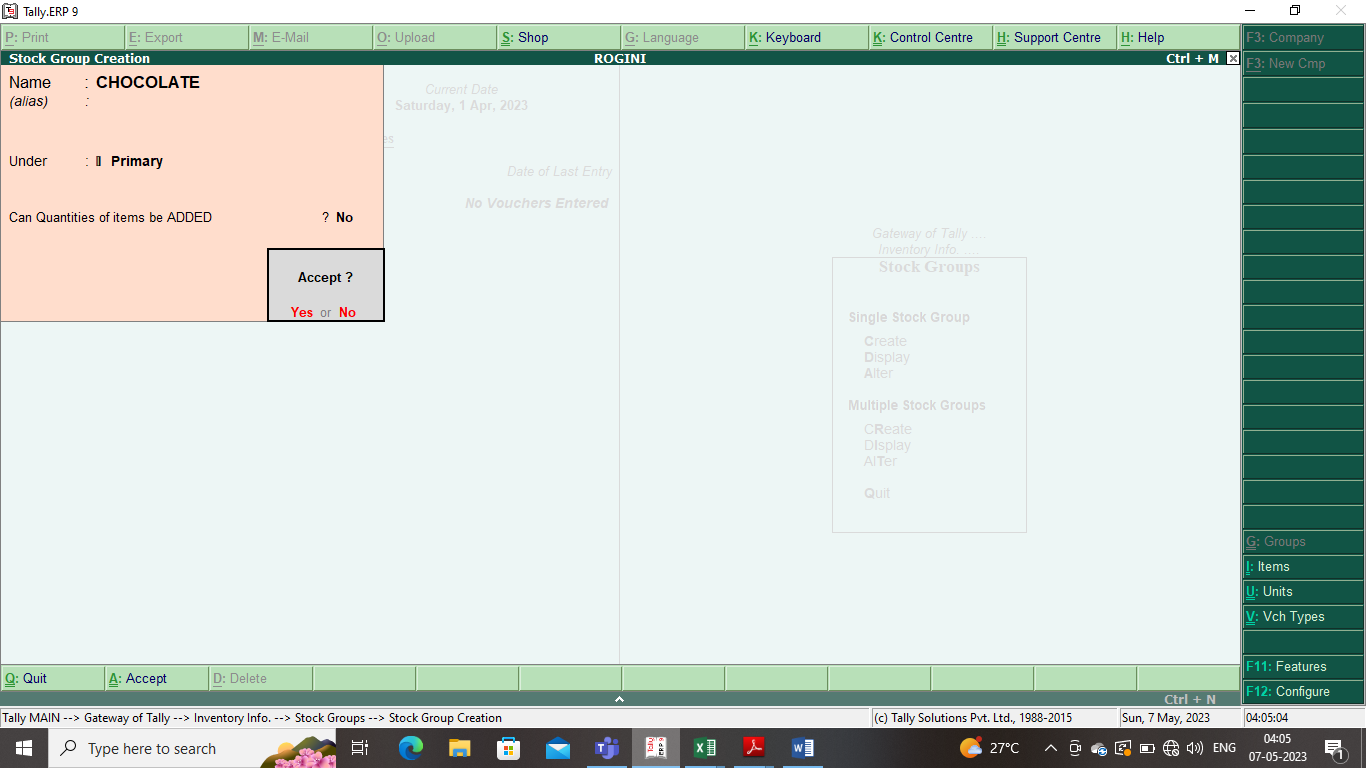 Tally.ERP 9
P: Print E: Export M: E-Mail O: Upload S: Shop G: Language K: Keyboard K: Control Centre H: Support Centre H: Help
F3: Company
Stock Group Creation ROGINI Ctrl + M
F3: New Cmp
Name : CHOCOLATE
(alias) :
Under : Primary
Can Quantities of items be ADDED ? No
Accept ?
Yes or No
Current Date
Saturday, 1 Apr, 2023
es
Date of Last Entry
No Vouchers Entered
Gateway of Tally ....
Inventory Info. ....
Stock Groups
Single Stock Group
Create
Display
Alter
Multiple Stock Groups
CReate
DIsplay
AlTer
Quit
G: Groups
I: Items
U: Units
V: Vch Types
F11: Features
F12: Configure
Q: Quit A: Accept D: Delete
Ctrl + N
Tally MAIN --> Gateway of Tally --> Inventory Info. --> Stock Groups --> Stock Group Creation (c) Tally Solutions Pvt. Ltd., 1988-2015 Sun, 7 May, 2023 04:05:04
Type here to search 27°C ENG 04:05
07-05-2023